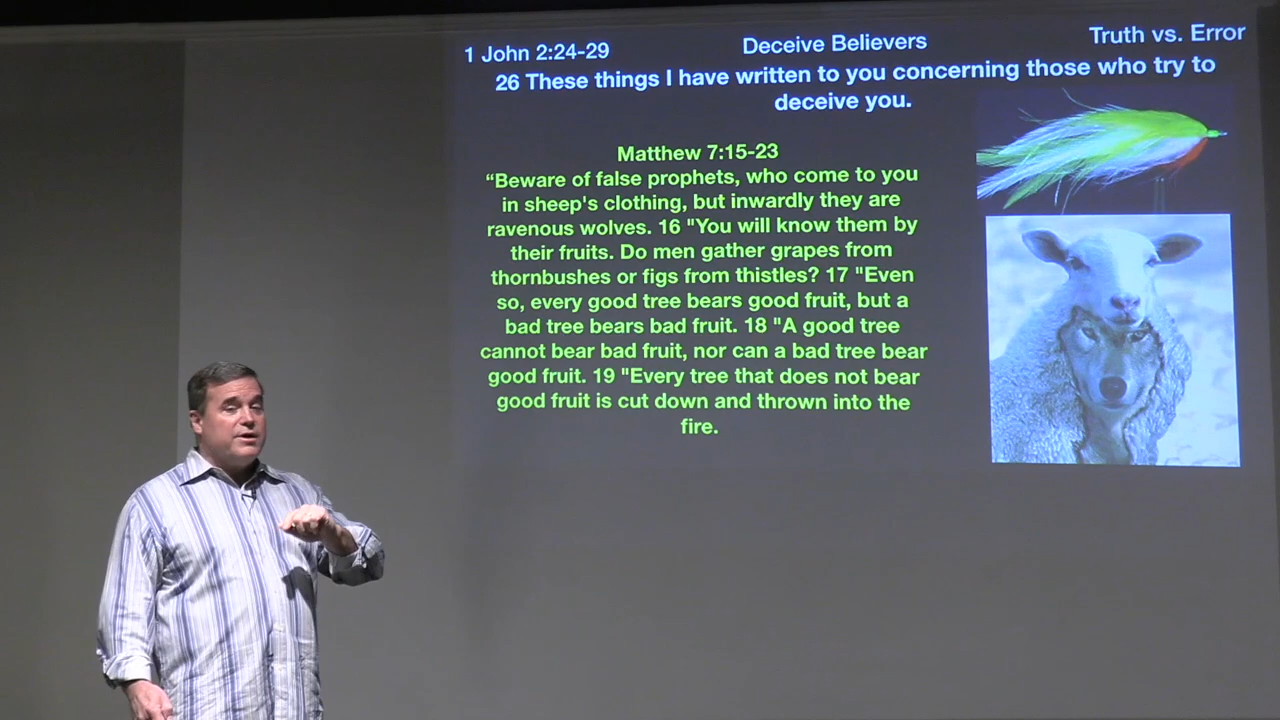 1 John 2:24-29
Deceive Believers
Truth vs. Error
26 These things I have written to you concerning those who try to
deceive you.
Matthew 7:15-23
“Beware of false prophets, who come to you
in sheep's clothing, but inwardly they are
ravenous wolves. 16 "You will know them by
their fruits. Do men gather grapes from
thornbushes or figs from thistles? 17 "Even
so, every good tree bears good fruit, but a
bad tree bears bad fruit. 18 "A good tree
cannot bear bad fruit, nor can a bad tree bear
good fruit. 19 "Every tree that does not bear
good fruit is cut down and thrown into the
fire.